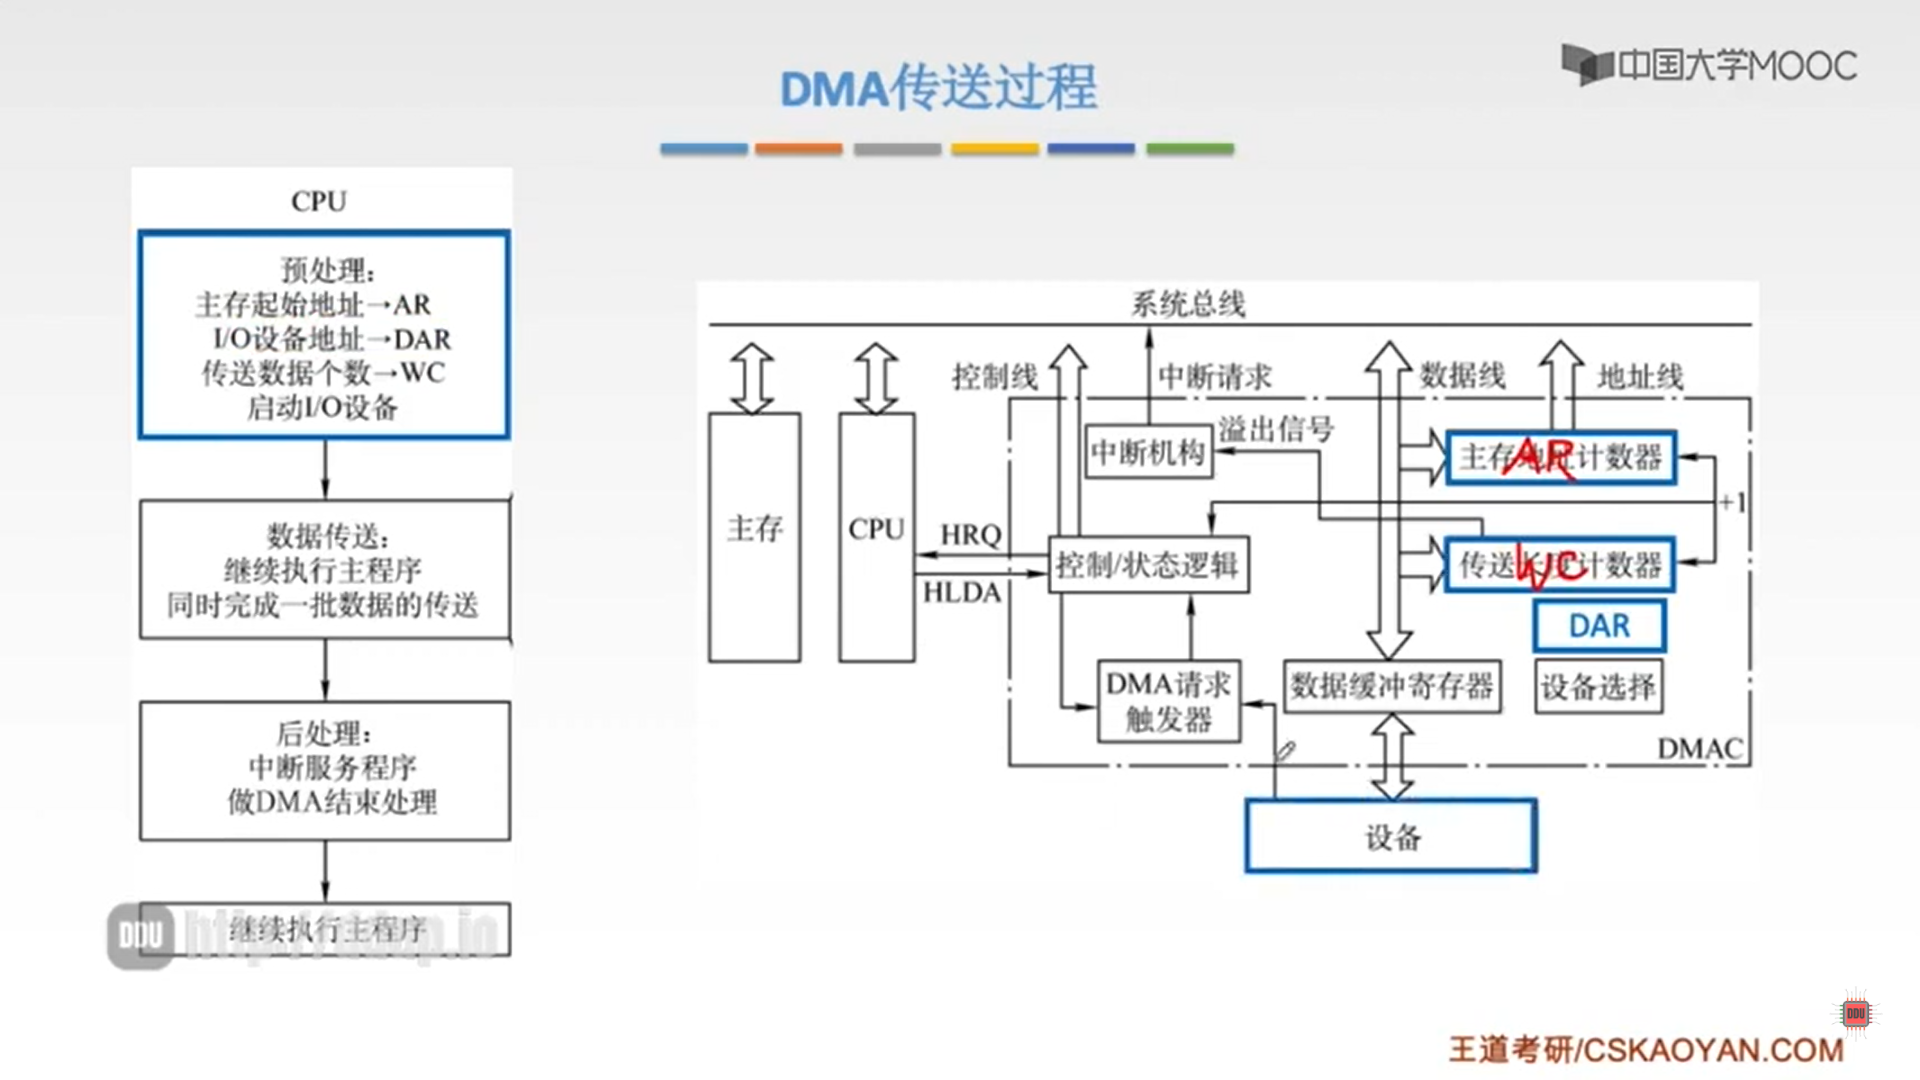 DMA传送过程
中国大学MOOC
CPU
预处理：
主存起始地址→AR
I/O设备地址→DAR
传送数据个数→WC
启动I/O设备
数据传送：
继续执行主程序
同时完成一批数据的传送
后处理：
中断服务程序
做DMA结束处理
继续执行主程序
DDU
系统总线
控制线
中断请求
数据线
地址线
中断机构
溢出信号
主存地址计数器
AR
+1
主存
CPU
HRQ
HLDA
控制/状态逻辑
传送长度计数器
WC
DAR
DMA请求
触发器
数据缓冲寄存器
设备选择
DMAC
设备
DDU
王道考研/CSKAOYAN.COM